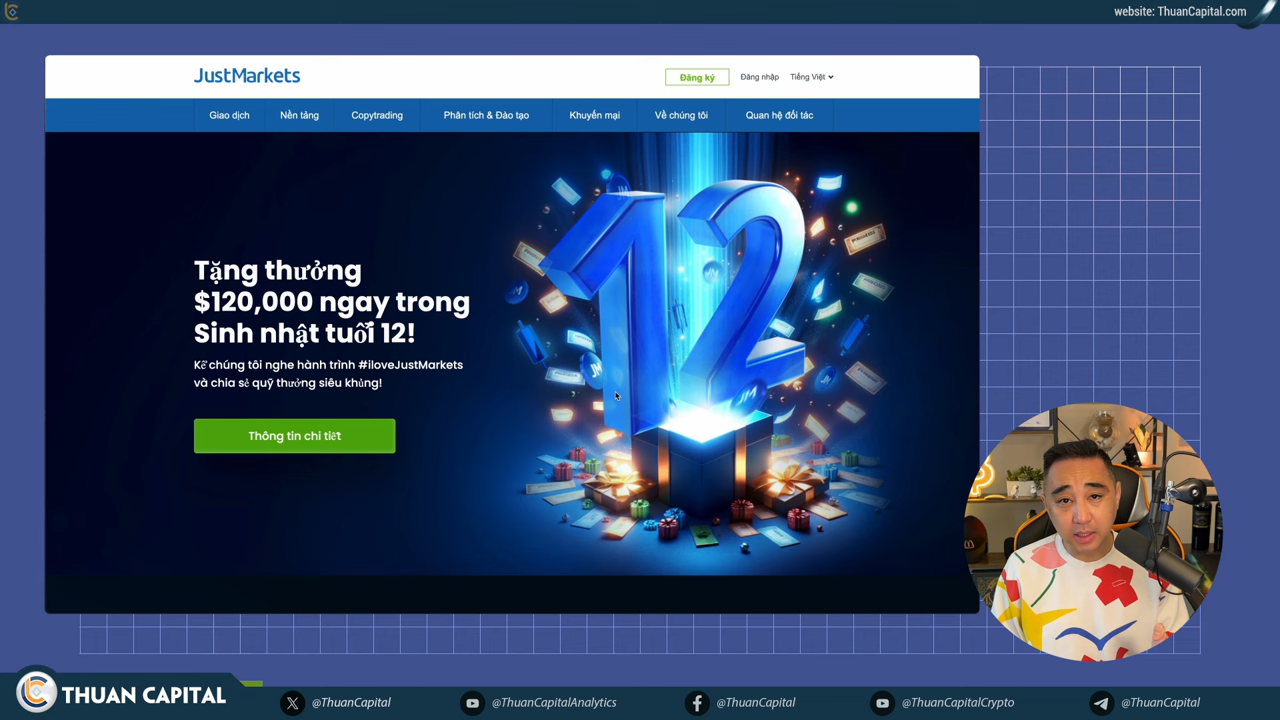 website: ThuanCapital.com
JustMarkets
Đăng ký
Đăng nhập
Tiếng Việt
Giao dịch
Nền tảng
Copytrading
Phân tích & Đào tạo
Khuyến mại
Về chúng tôi
Quan hệ đối tác
12
Tặng thưởng
$120,000 ngay trong
Sinh nhật tuổi 12!
Kể chúng tôi nghe hành trình #iloveJustMarkets
và chia sẻ quỹ thưởng siêu khủng!
Thông tin chi tiết
THUAN CAPITAL
@ThuanCapital
@ThuanCapitalAnalytics
@ThuanCapital
@ThuanCapitalCrypto
@ThuanCapital